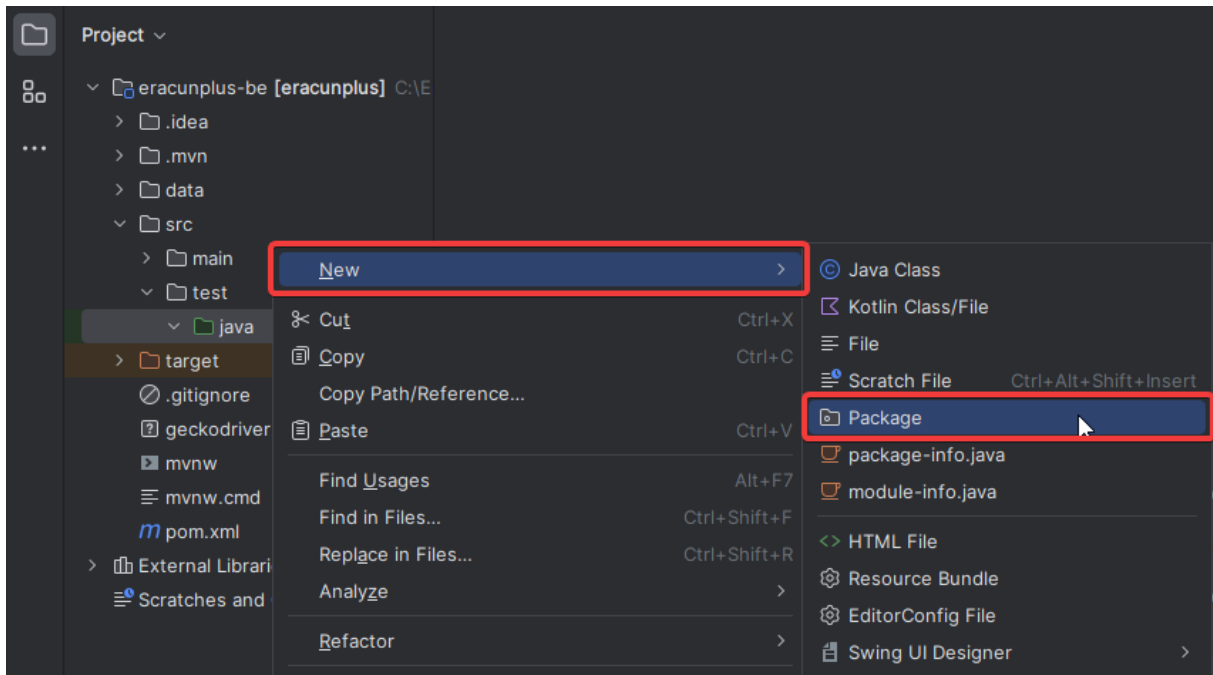 Project
eracunplus-be [eracunplus] C:\E
.idea
.mvn
data
src
main
test
java
target
.gitignore
geckodriver
mvnw
mvnw.cmd
pom.xml
External Librari
Scratches and
New
Cut Ctrl+X
Copy Ctrl+C
Copy Path/Reference...
Paste Ctrl+V
Find Usages Alt+F7
Find in Files... Ctrl+Shift+F
Replace in Files... Ctrl+Shift+R
Analyze
Refactor
Java Class
Kotlin Class/File
File
Scratch File Ctrl+Alt+Shift+Insert
Package
package-info.java
module-info.java
HTML File
Resource Bundle
EditorConfig File
Swing UI Designer